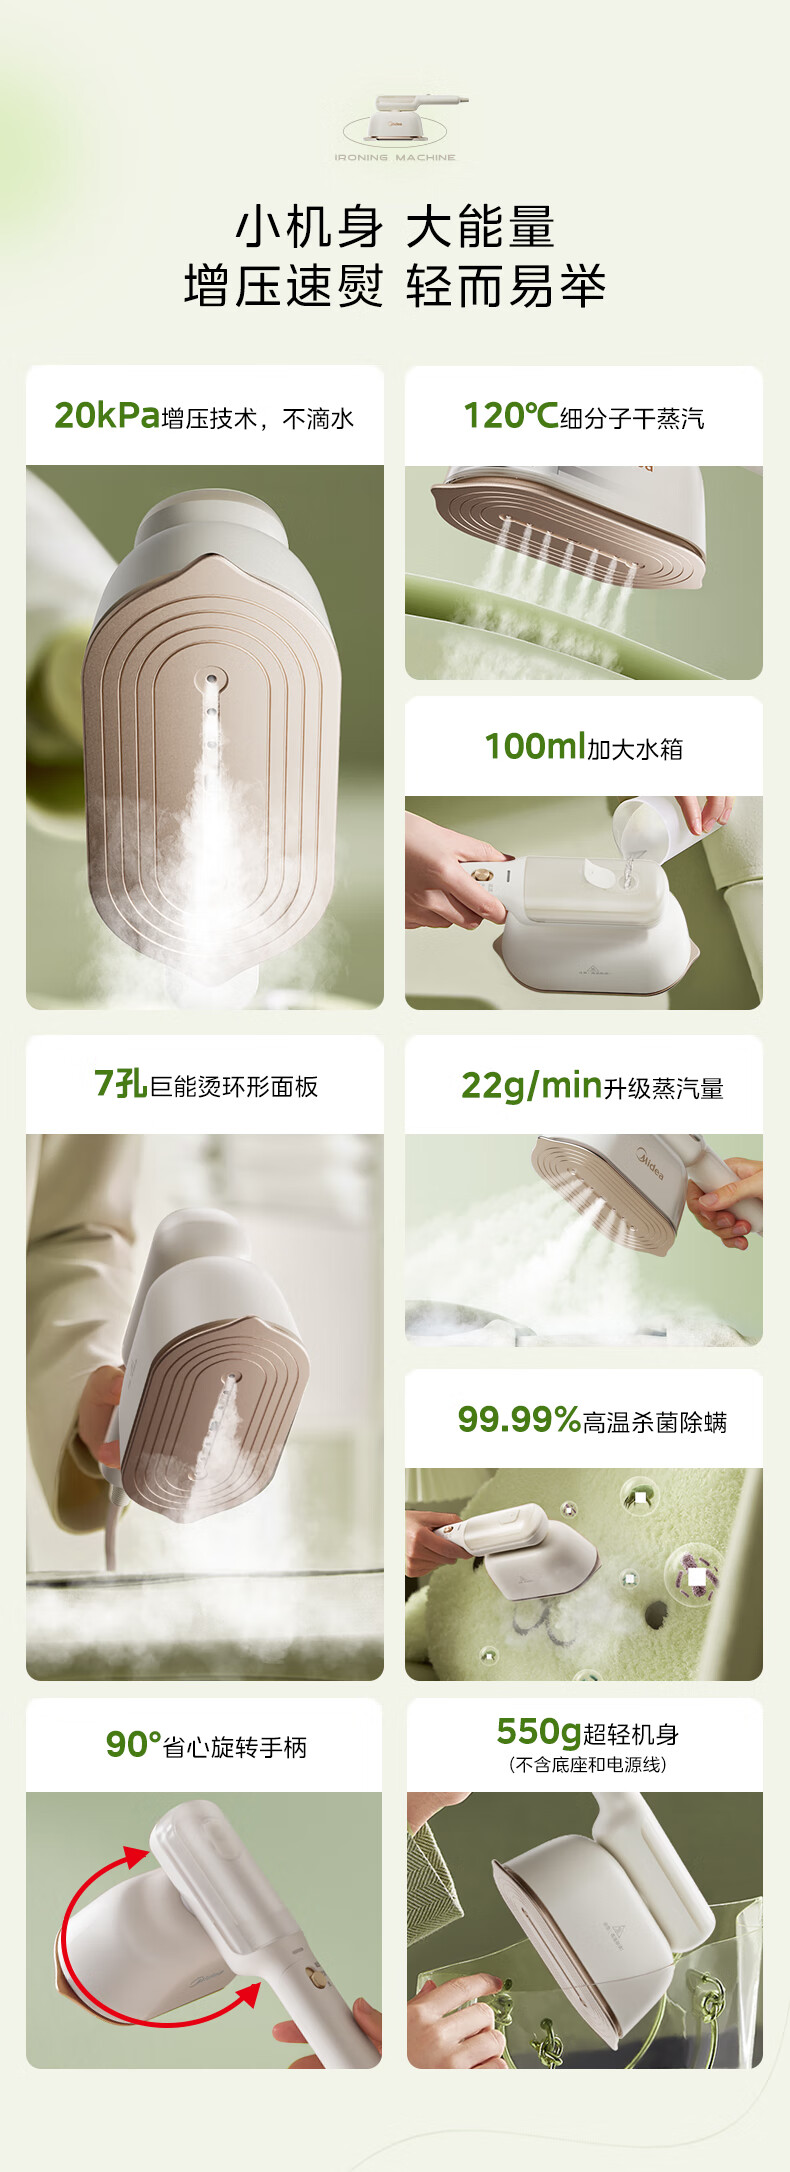 Midea
IRONING MACHINE
小机身 大能量
增压速熨 轻而易举
20kPa增压技术，不滴水
120℃细分子干蒸汽
100ml加大水箱
7孔巨能烫环形面板
22g/min升级蒸汽量
Midea
99.99%高温杀菌除螨
90°省心旋转手柄
550g超轻机身
（不含底座和电源线）
Midea